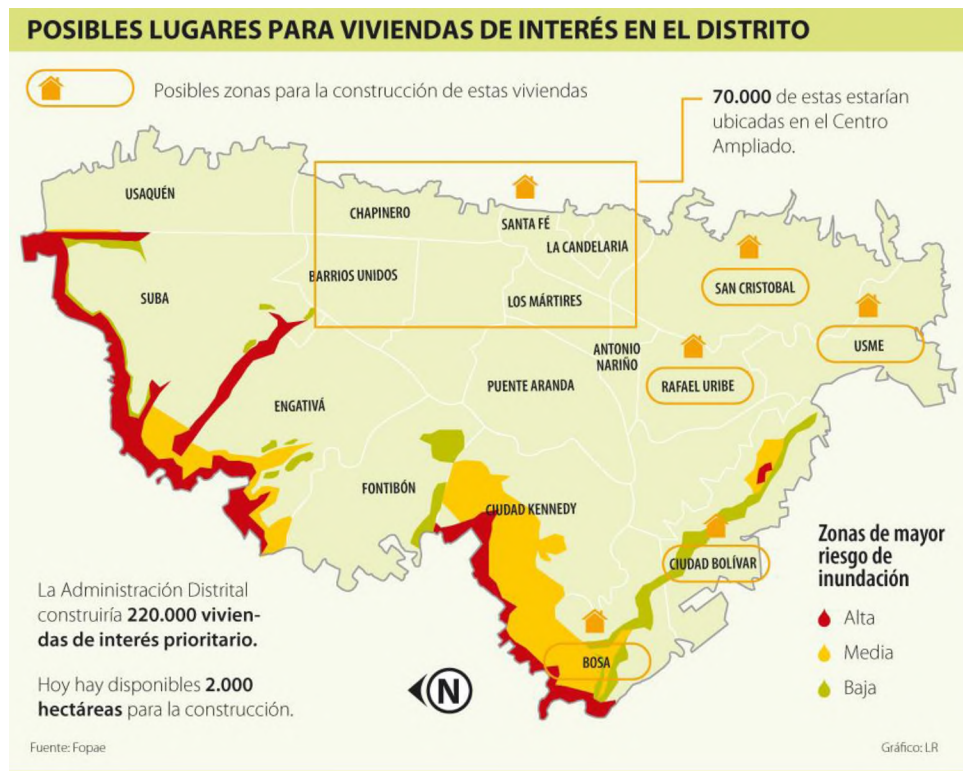 POSIBLES LUGARES PARA VIVIENDAS DE INTERÉS EN EL DISTRITO
Posibles zonas para la construcción de estas viviendas
70.000 de estas estarían
ubicadas en el Centro
Ampliado.
USAQUÉN
CHAPINERO
SANTA FÉ
LA CANDELARIA
BARRIOS UNIDOS
SUBA
LOS MÁRTIRES
SAN CRISTOBAL
USME
ANTONIO
NARIÑO
RAFAEL URIBE
PUENTE ARANDA
ENGATIVÁ
FONTIBÓN
CIUDAD KENNEDY
CIUDAD BOLÍVAR
BOSA
Zonas de mayor
riesgo de
inundación
Alta
Media
Baja
La Administración Distrital
construiría 220.000 vivien-
das de interés prioritario.
Hoy hay disponibles 2.000
hectáreas para la construcción.
N
Fuente: Fopae
Gráfico: LR